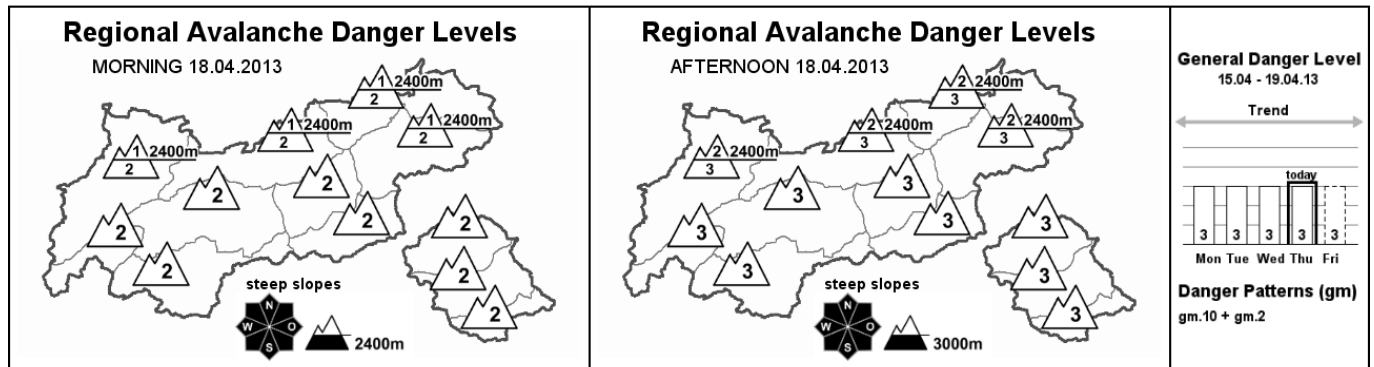 Regional Avalanche Danger Levels
MORNING 18.04.2013
1 2400m
2
1 2400m
2
1 2400m
2
1 2400m
2
2
2
2
2
2
2
2
2
steep slopes
N
W O
S
2400m
Regional Avalanche Danger Levels
AFTERNOON 18.04.2013
2 2400m
3
2 2400m
3
2 2400m
3
2 2400m
3
3
3
3
3
3
3
3
3
steep slopes
N
W O
S
3000m
General Danger Level
15.04 - 19.04.13
Trend
today
3 3 3 3 3
Mon Tue Wed Thu Fri
Danger Patterns (gm)
gm.10 + gm.2